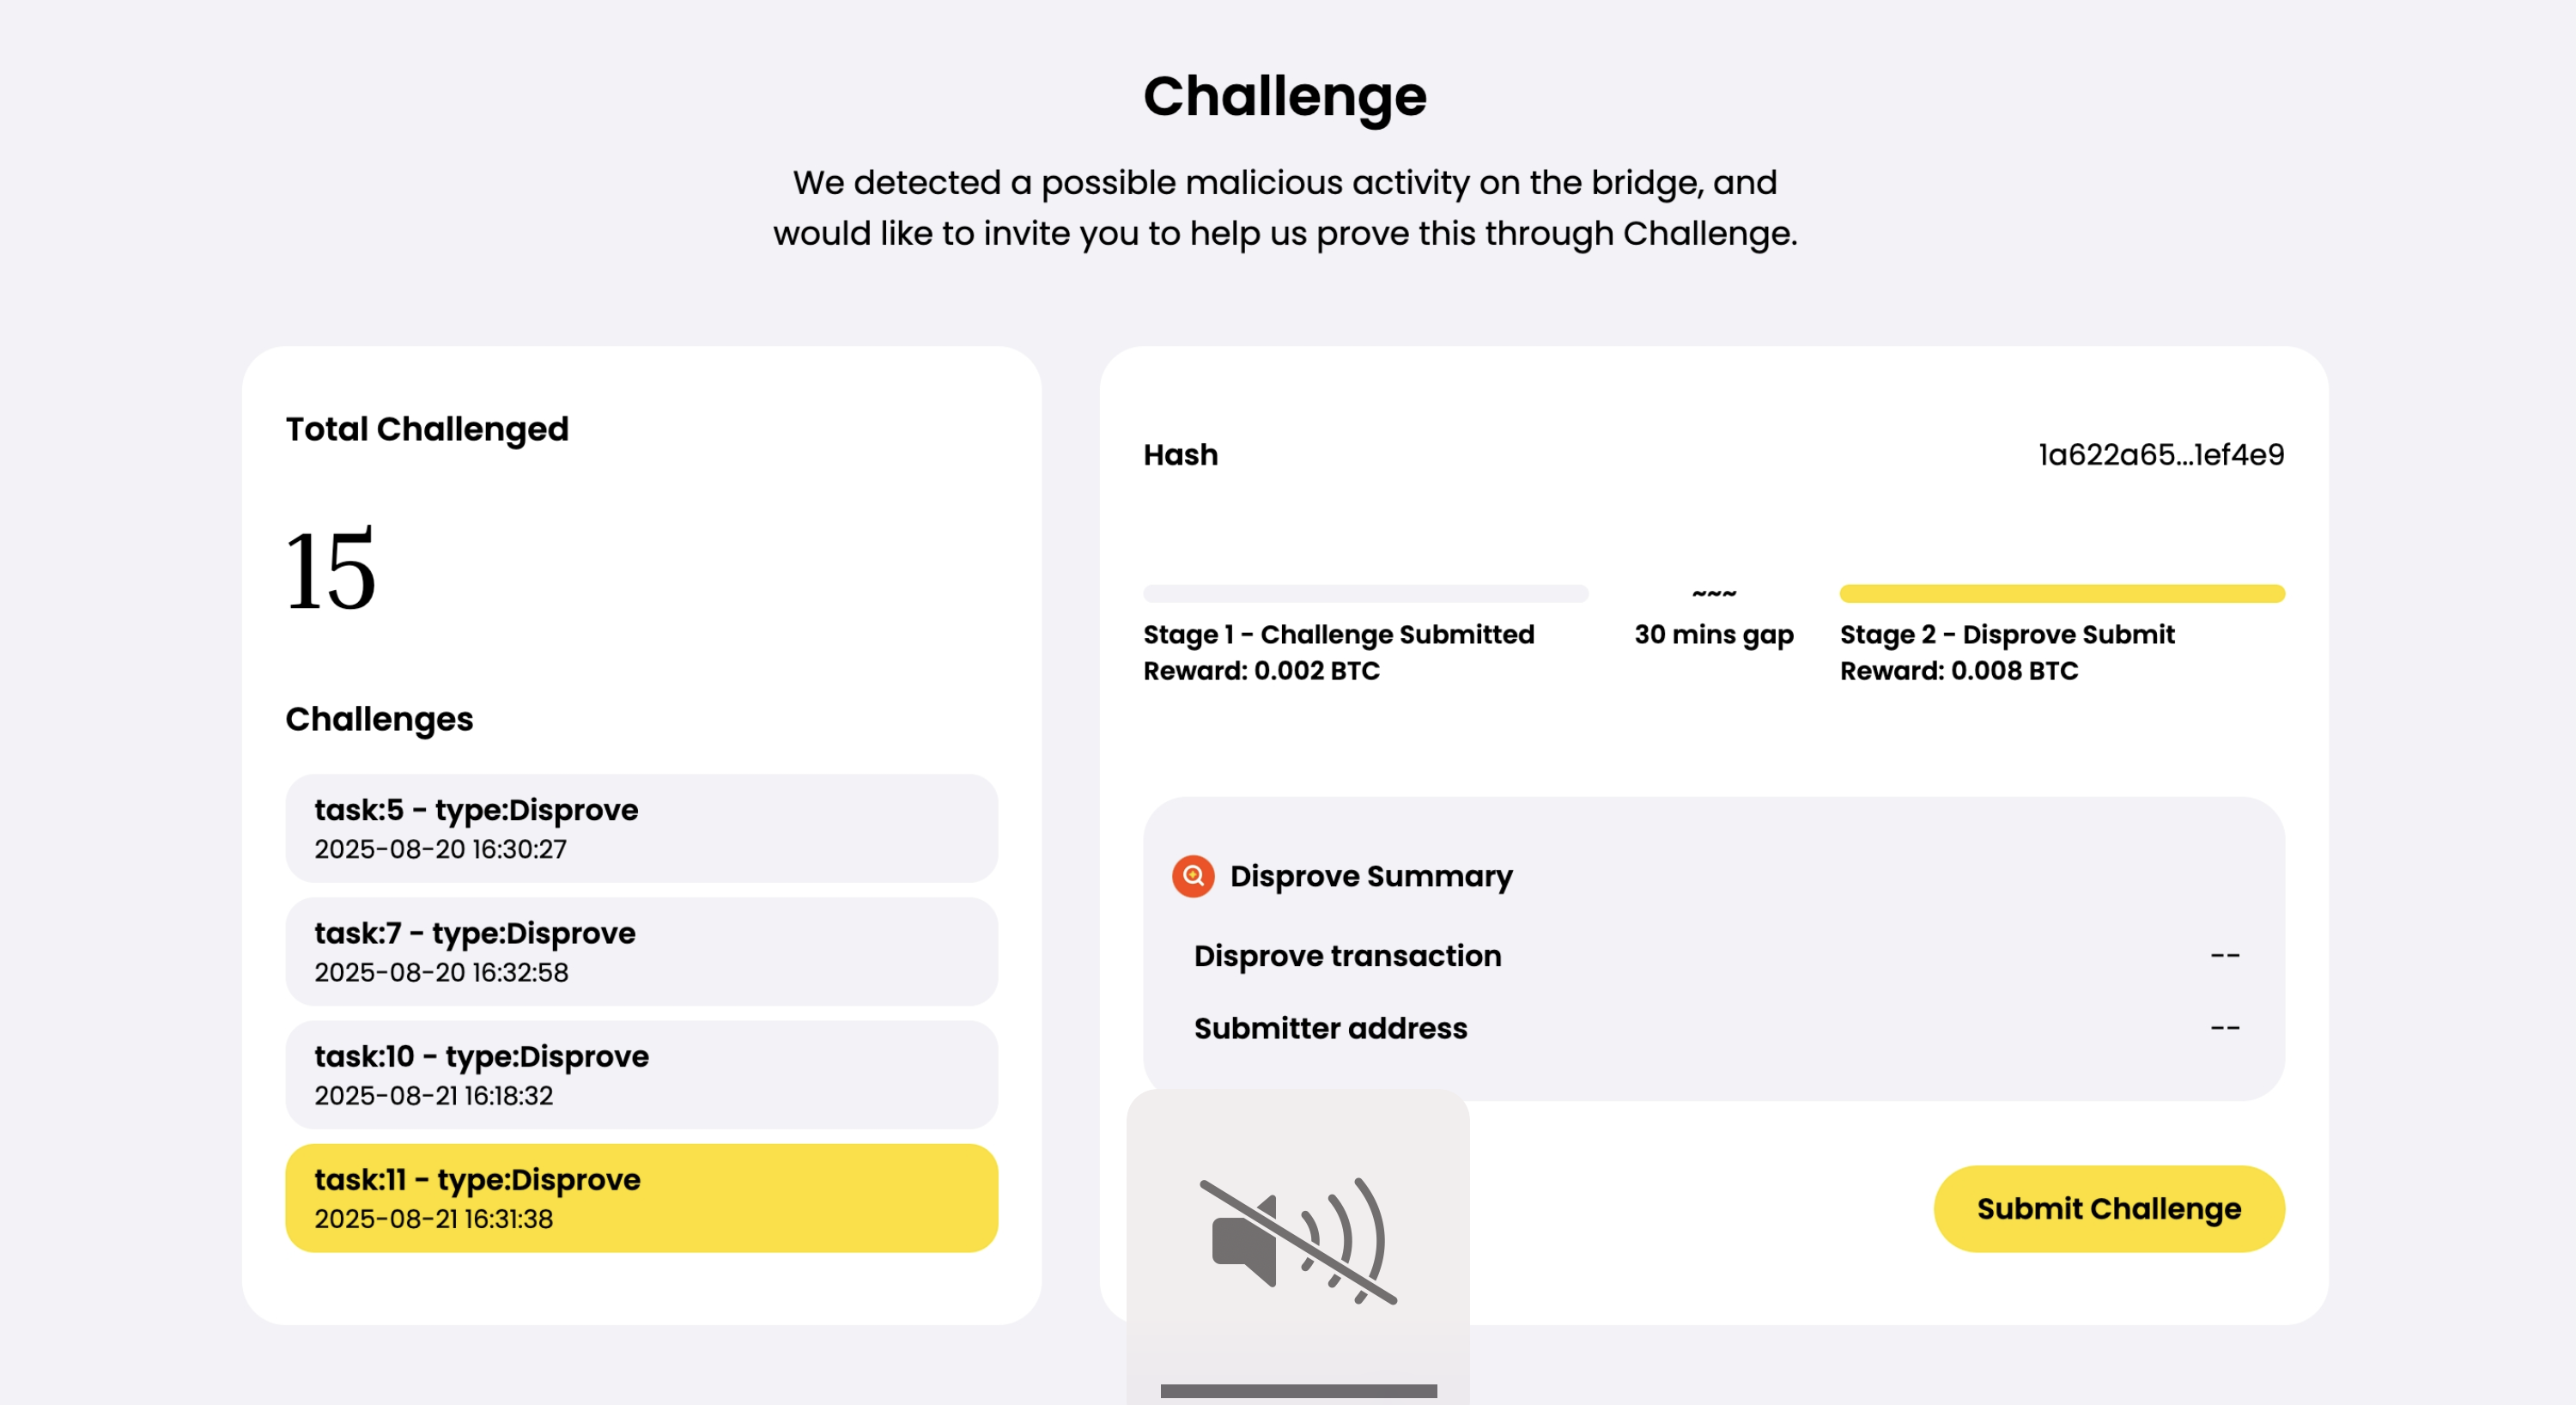 Challenge
We detected a possible malicious activity on the bridge, and
would like to invite you to help us prove this through Challenge.
Total Challenged
15
Challenges
task:5 - type:Disprove
2025-08-20 16:30:27
task:7 - type:Disprove
2025-08-20 16:32:58
task:10 - type:Disprove
2025-08-21 16:18:32
task:11 - type:Disprove
2025-08-21 16:31:38
Hash
1a622a65...1ef4e9
~~~
Stage 1 - Challenge Submitted
Reward: 0.002 BTC
30 mins gap
Stage 2 - Disprove Submit
Reward: 0.008 BTC
Disprove Summary
Disprove transaction
--
Submitter address
--
Submit Challenge